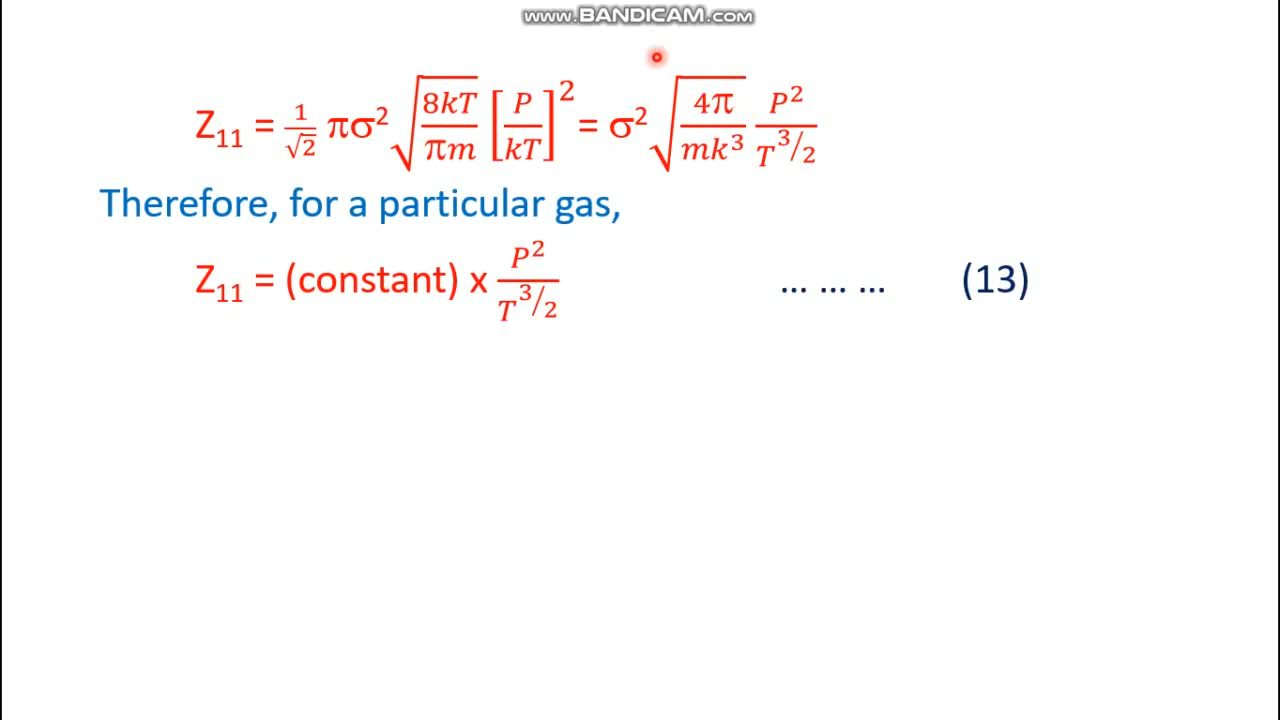 www.BANDICAM.com
Z₁₁ = 1/√2 πσ² √(8kT/πm) [P/kT]² = σ² √(4π/mk³) P²/T^3/2
Therefore, for a particular gas,
Z₁₁ = (constant) x P²/T^3/2 ... ... ... (13)